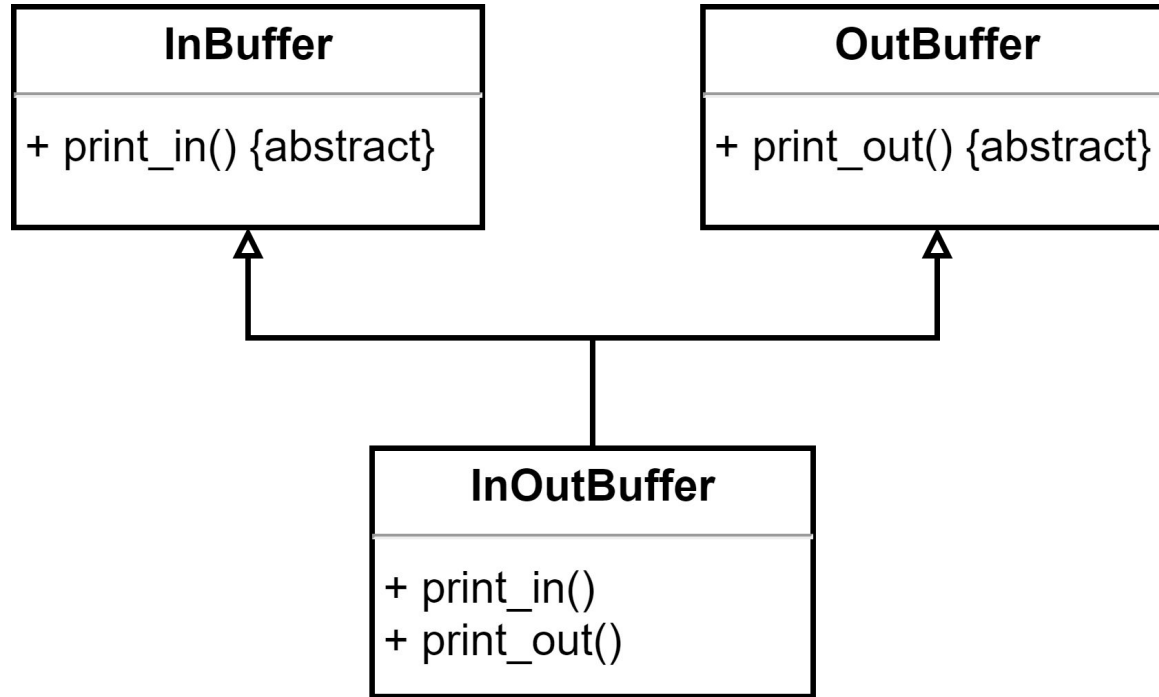 InBuffer
+ print_in() {abstract}
OutBuffer
+ print_out() {abstract}
InOutBuffer
+ print_in()
+ print_out()